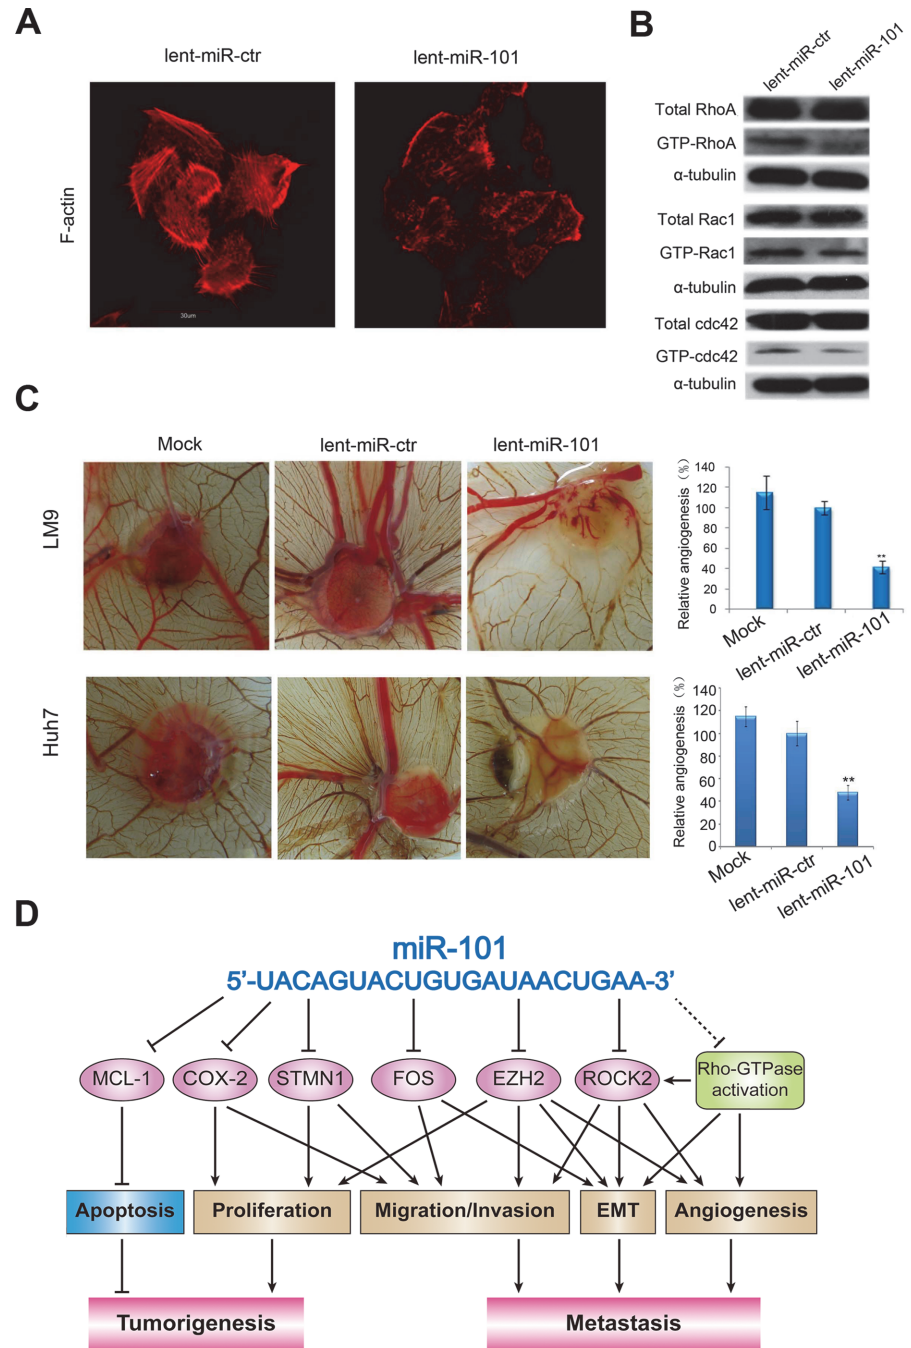 A
lent-miR-ctr
lent-miR-101
F-actin
30um
B
lent-miR-ctr
lent-miR-101
Total RhoA
GTP-RhoA
α-tubulin
Total Rac1
GTP-Rac1
α-tubulin
Total cdc42
GTP-cdc42
α-tubulin
C
Mock
lent-miR-ctr
lent-miR-101
LM9
Relative angiogenesis (%)
140
120
100
80
60
40
20
0
**
Mock
lent-miR-ctr
lent-miR-101
Huh7
Relative angiogenesis (%)
140
120
100
80
60
40
20
0
**
Mock
lent-miR-ctr
lent-miR-101
D
miR-101
5’-UACAGUACUGUGAUAACUGAA-3’
MCL-1
COX-2
STMN1
FOS
EZH2
ROCK2
Rho-GTPase
activation
Apoptosis
Proliferation
Migration/Invasion
EMT
Angiogenesis
Tumorigenesis
Metastasis